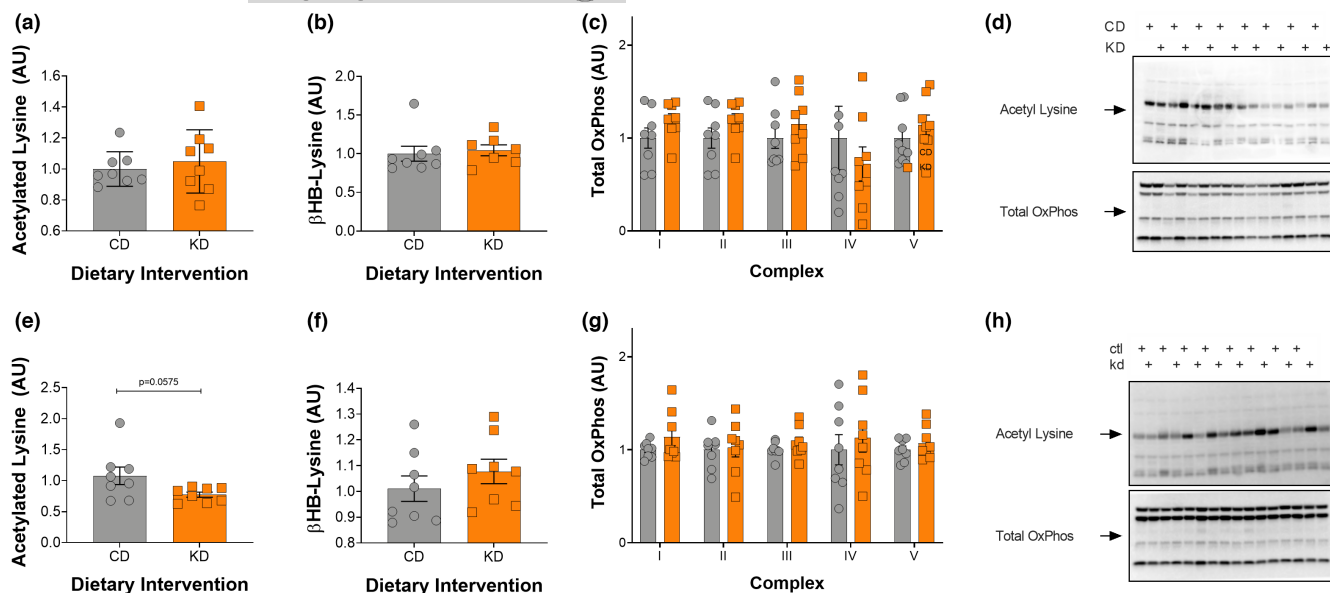 (a)
Acetylated Lysine (AU)
1.6
1.4
1.2
1.0
0.8
0.6
CD
KD
Dietary Intervention
(b)
βHB-Lysine (AU)
2.0
1.5
1.0
0.5
0.0
CD
KD
Dietary Intervention
(c)
Total OxPhos (AU)
2
1
0
CD
KD
I
II
III
IV
V
Complex
(d)
CD + + + + + + + + +
KD + + + + + + + + +
Acetyl Lysine
Total OxPhos
(e)
Acetylated Lysine (AU)
2.5
2.0
1.5
1.0
0.5
0.0
p=0.0575
CD
KD
Dietary Intervention
(f)
βHB-Lysine (AU)
1.4
1.3
1.2
1.1
1.0
0.9
0.8
CD
KD
Dietary Intervention
(g)
Total OxPhos (AU)
2
1
0
I
II
III
IV
V
Complex
(h)
ctl + + + + + + + +
kd + + + + + + + +
Acetyl Lysine
Total OxPhos